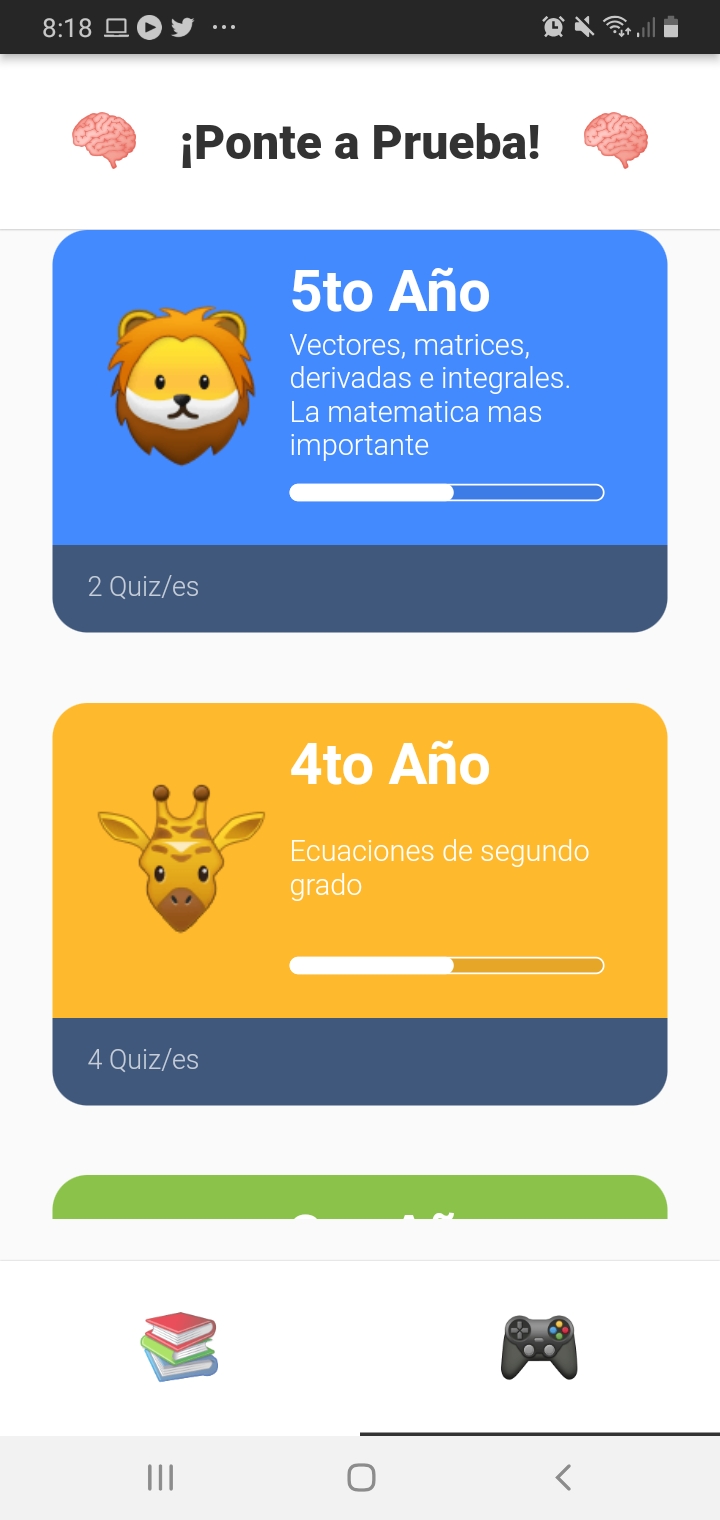 8:18
¡Ponte a Prueba!
5to Año
Vectores, matrices,
derivadas e integrales.
La matematica mas
importante
2 Quiz/es
4to Año
Ecuaciones de segundo
grado
4 Quiz/es